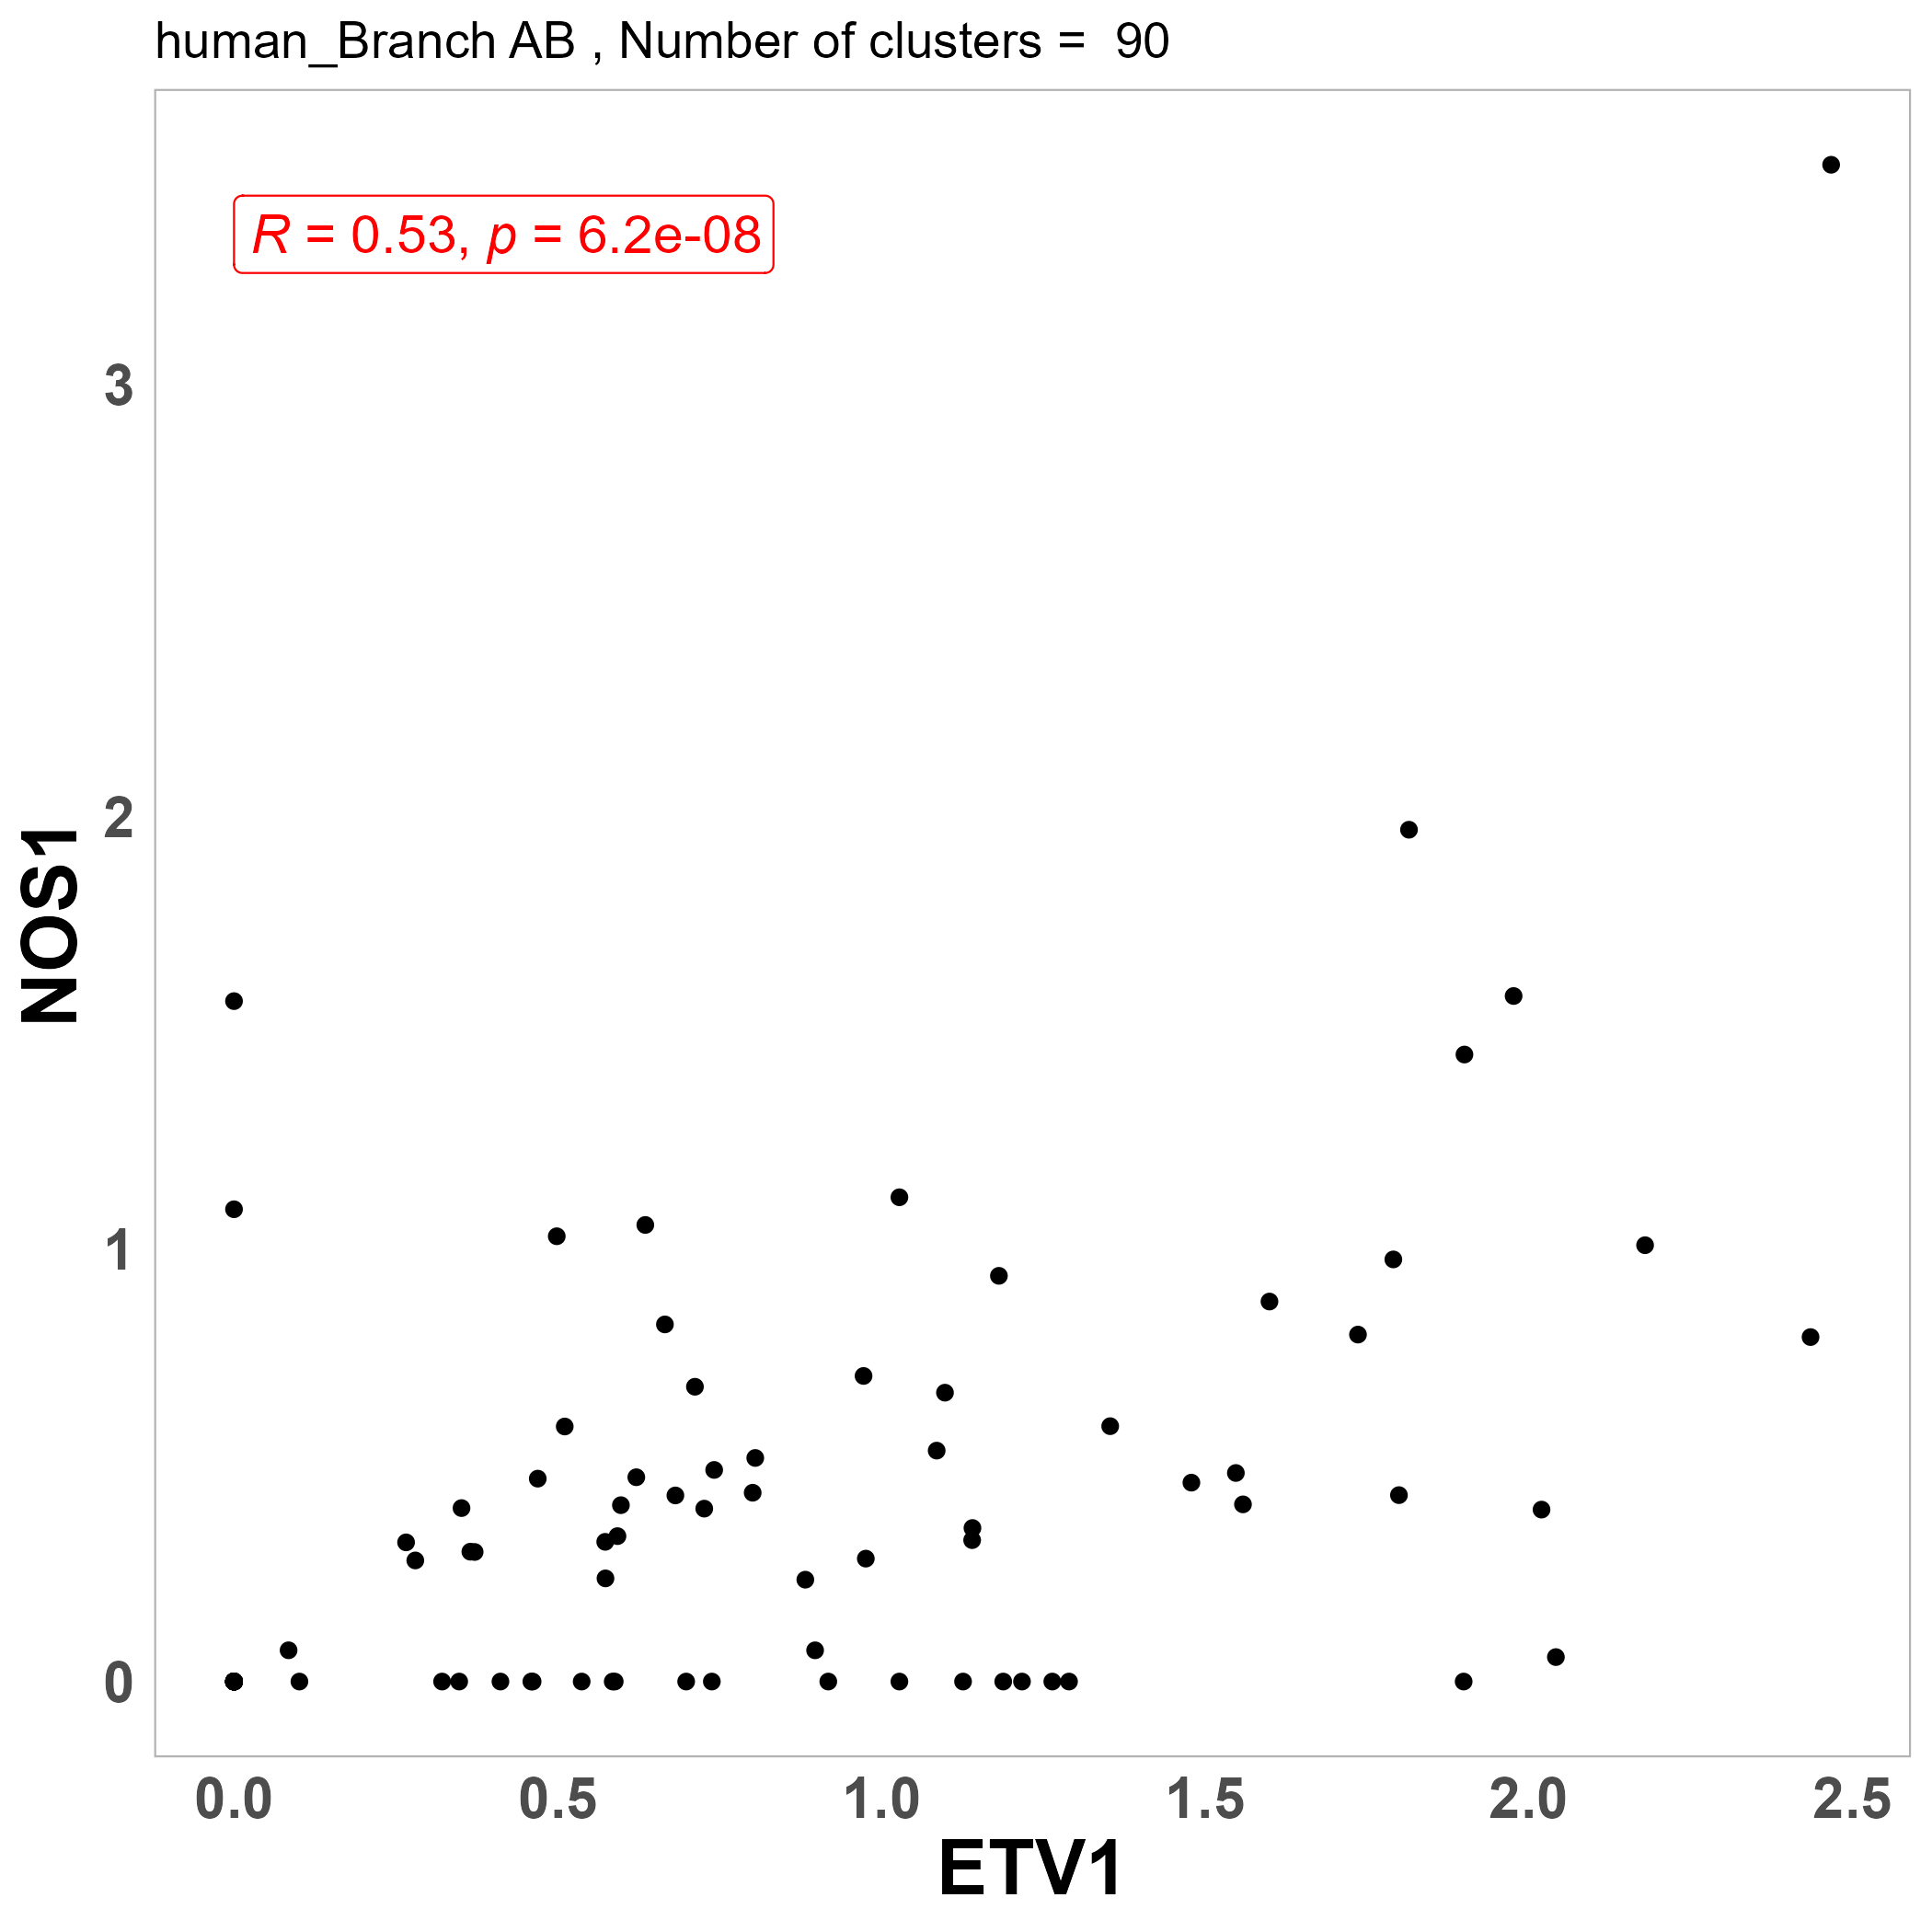 human_Branch AB , Number of clusters =  90
R = 0.53, p = 6.2e-08
3
2
1
0
NOS1
0.0 0.5 1.0 1.5 2.0 2.5
ETV1